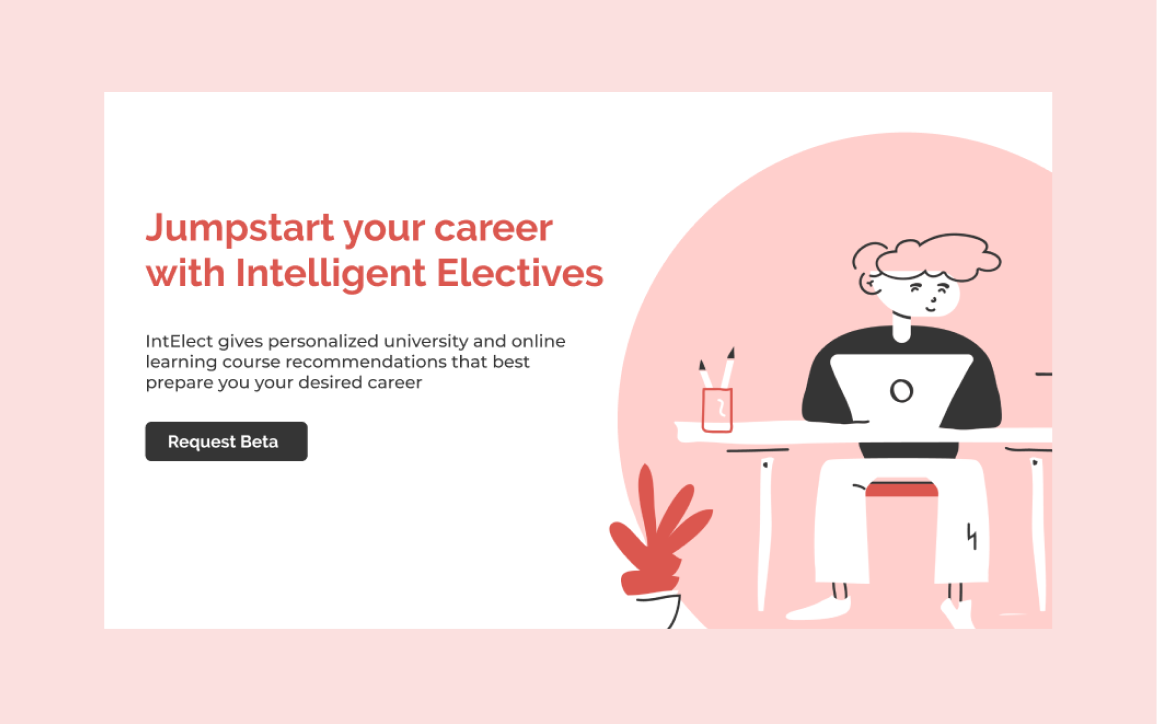 Jumpstart your career
with Intelligent Electives
IntElect gives personalized university and online
learning course recommendations that best
prepare you your desired career
Request Beta